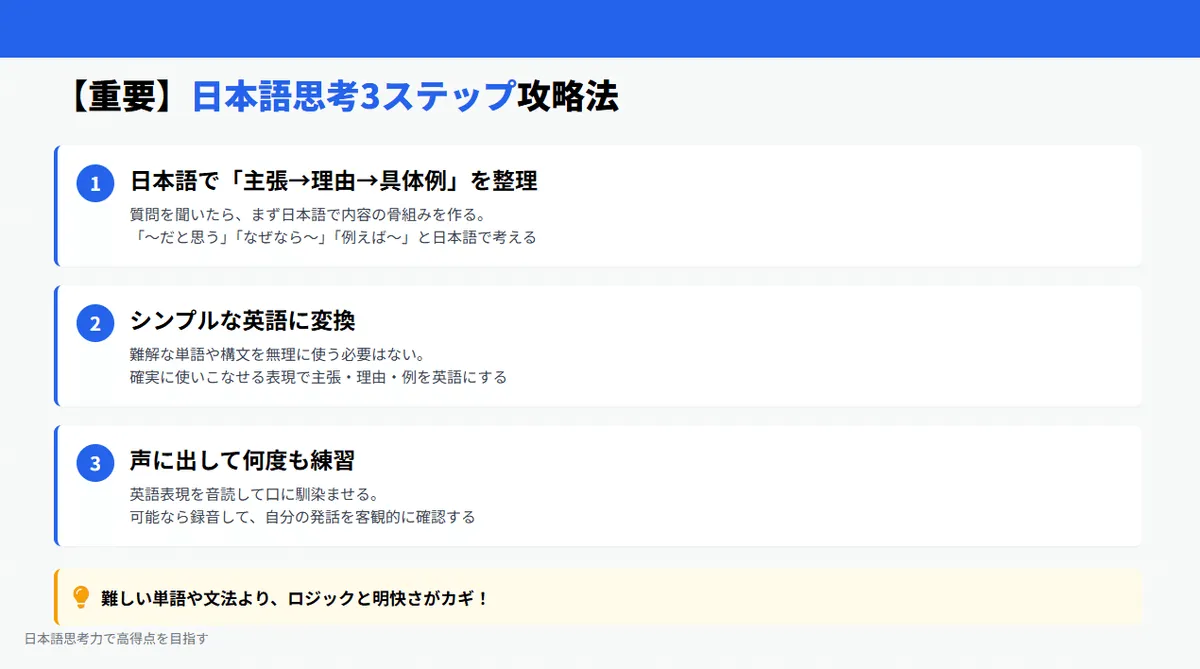 【重要】日本語思考3ステップ攻略法
1 日本語で「主張→理由→具体例」を整理
質問を聞いたら、まず日本語で内容の骨組みを作る。
「〜だと思う」「なぜなら〜」「例えば〜」と日本語で考える
2 シンプルな英語に変換
難解な単語や構文を無理に使う必要はない。
確実に使いこなせる表現で主張・理由・例を英語にする
3 声に出して何度も練習
英語表現を音読して口に馴染ませる。
可能なら録音して、自分の発話を客観的に確認する
難しい単語や文法より、ロジックと明快さがカギ！
日本語思考力で高得点を目指す